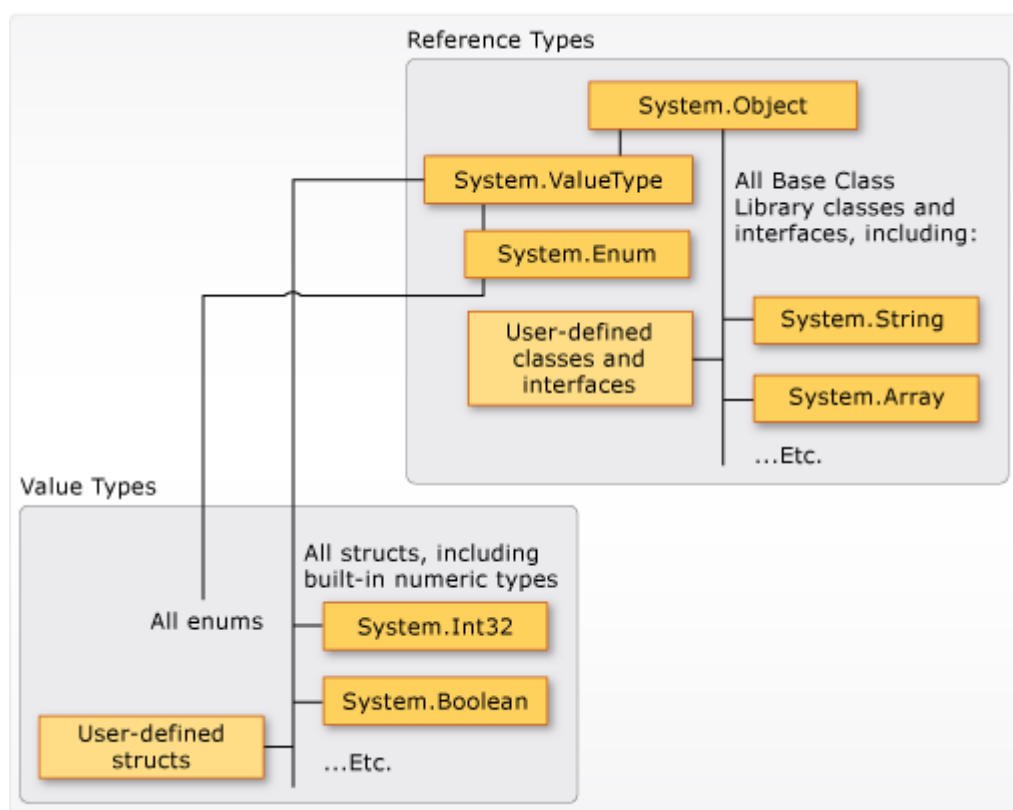 Reference Types
System.Object
System.ValueType
All Base Class
Library classes and
interfaces, including:
System.Enum
System.String
User-defined
classes and
interfaces
System.Array
...Etc.
Value Types
All structs, including
built-in numeric types
All enums
System.Int32
System.Boolean
User-defined
structs
...Etc.